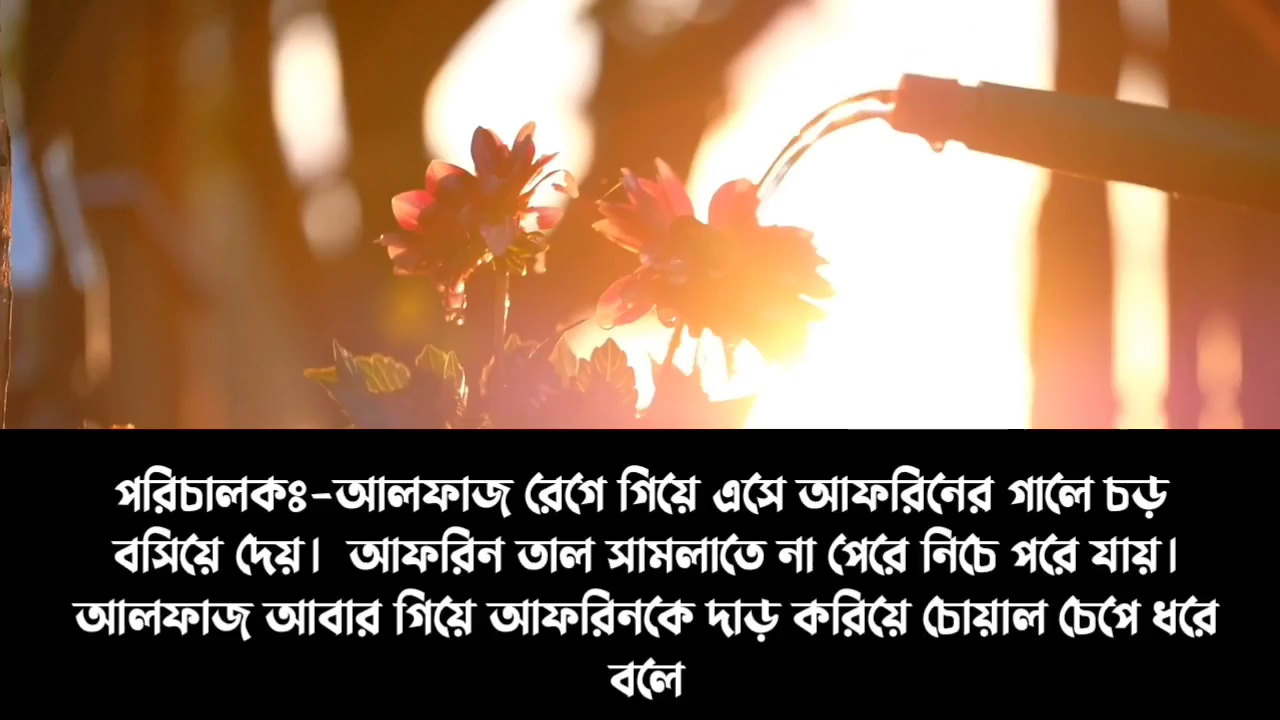 পরিচালকঃ-আলফাজ রেগে গিয়ে এসে আফরিনের গালে চড়
বসিয়ে দেয়। আফরিন তাল সামলাতে না পেরে নিচে পরে যায়।
আলফাজ আবার গিয়ে আফরিনকে দাড় করিয়ে চোয়াল চেপে ধরে
বলে